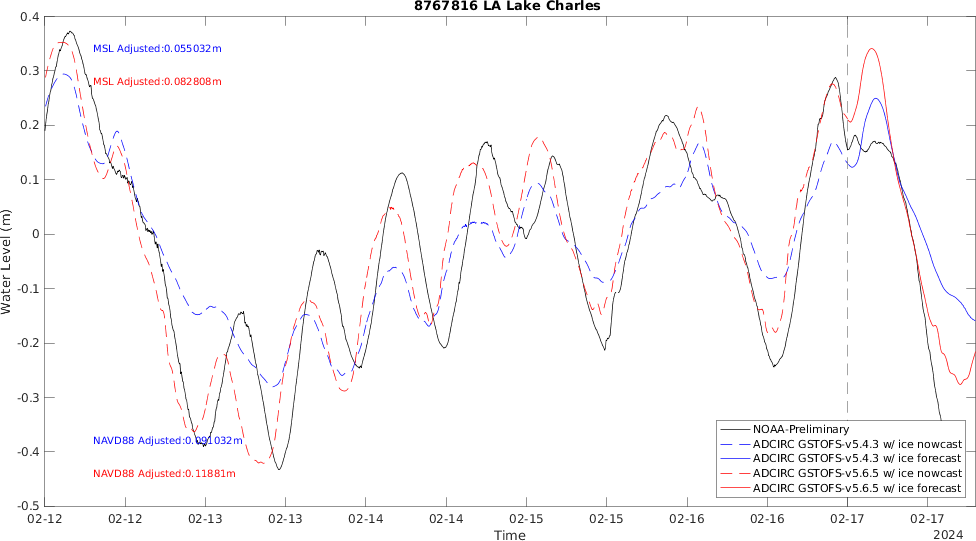 8767816 LA Lake Charles
0.4
MSL Adjusted:0.055032m
0.3
MSL Adjusted:0.082808m
0.2
0.1
0
Water Level (m)
-0.1
-0.2
-0.3
NAVD88 Adjusted:0.091032m
-0.4
NAVD88 Adjusted:0.11881m
-0.5
NOAA-Preliminary
ADCIRC GSTOFS-v5.4.3 w/ ice nowcast
ADCIRC GSTOFS-v5.4.3 w/ ice forecast
ADCIRC GSTOFS-v5.6.5 w/ ice nowcast
ADCIRC GSTOFS-v5.6.5 w/ ice forecast
02-12 02-12 02-13 02-13 02-14 02-14 02-15 02-15 02-16 02-16 02-17 02-17
Time
2024